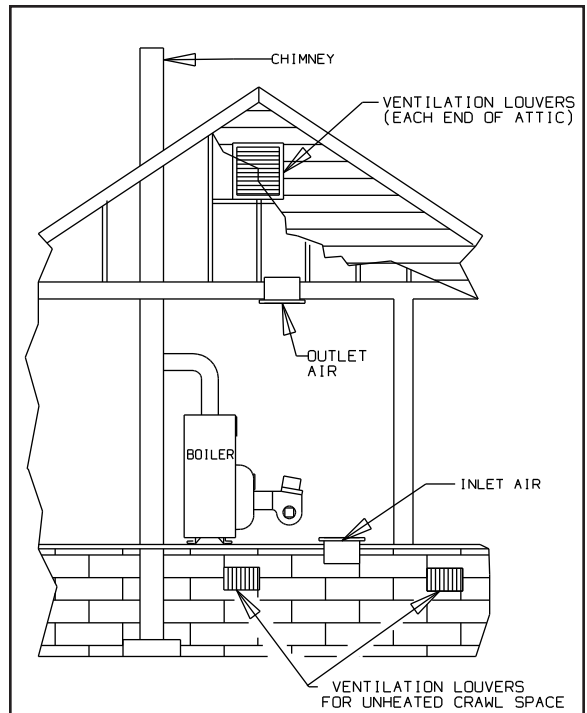 CHIMNEY
VENTILATION LOUVERS
(EACH END OF ATTIC)
OUTLET
AIR
BOILER
INLET AIR
VENTILATION LOUVERS
FOR UNHEATED CRAWL SPACE